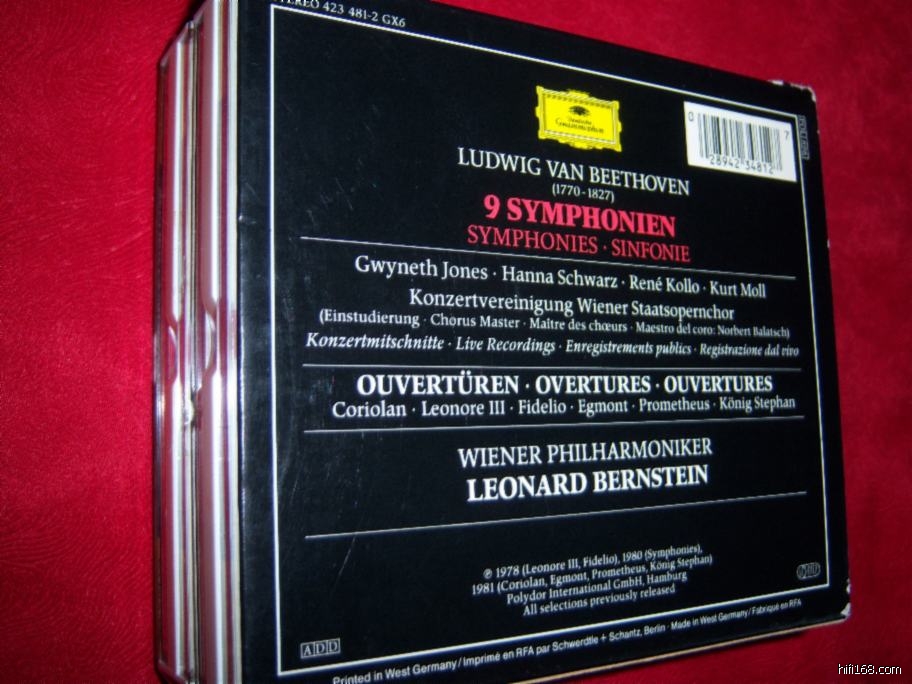 STEREO 423 481-2 GX6
Deutsche
Grammophon
0 28942 34812 7
LUDWIG VAN BEETHOVEN
(1770-1827)
9 SYMPHONIEN
SYMPHONIES · SINFONIE
Gwyneth Jones · Hanna Schwarz · René Kollo · Kurt Moll
Konzertvereinigung Wiener Staatsopernchor
(Einstudierung · Chorus Master · Maître des chœurs · Maestro del coro: Norbert Balatsch)
Konzertmitschnitte · Live Recordings · Enregistrements publics · Registrazione dal vivo
OUVERTÜREN · OVERTURES · OUVERTURES
Coriolan · Leonore III · Fidelio · Egmont · Prometheus · König Stephan
WIENER PHILHARMONIKER
LEONARD BERNSTEIN
℗ 1978 (Leonore III, Fidelio), 1980 (Symphonies),
1981 (Coriolan, Egmont, Prometheus, König Stephan)
Polydor International GmbH, Hamburg
All selections previously released
ADD
Printed in West Germany / Imprimé en RFA par Schwerdtle + Schantz, Berlin · Made in West Germany / Fabriqué en RFA
hifi168.com